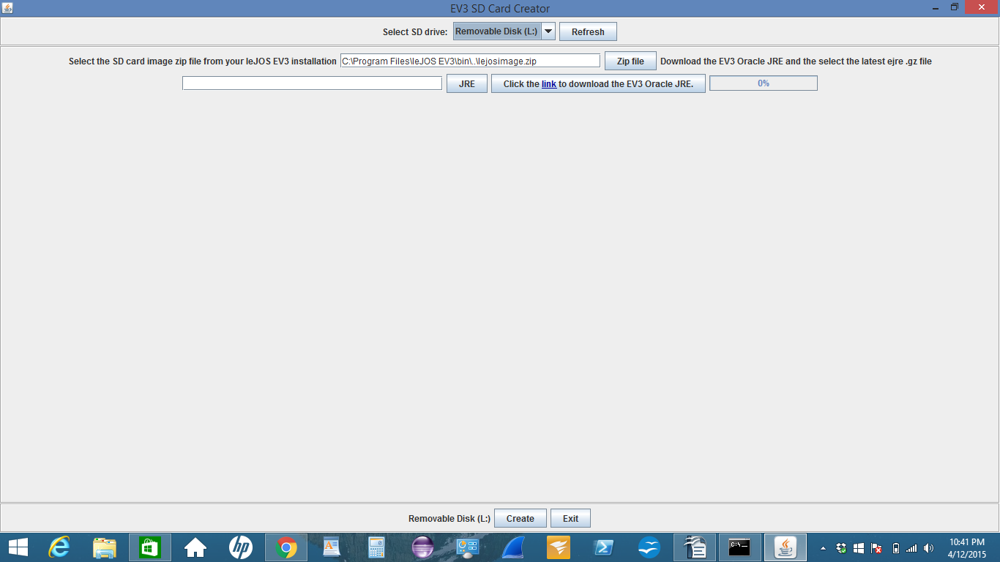 EV3 SD Card Creator
Select SD drive: Removable Disk (L:) Refresh
Select the SD card image zip file from your leJOS EV3 installation C:\Program Files\leJOS EV3\bin\..\lejosimage.zip Zip file Download the EV3 Oracle JRE and the select the latest ejre .gz file
JRE Click the link to download the EV3 Oracle JRE. 0%
Removable Disk (L:) Create Exit
hp
C:\_
10:41 PM
4/12/2015